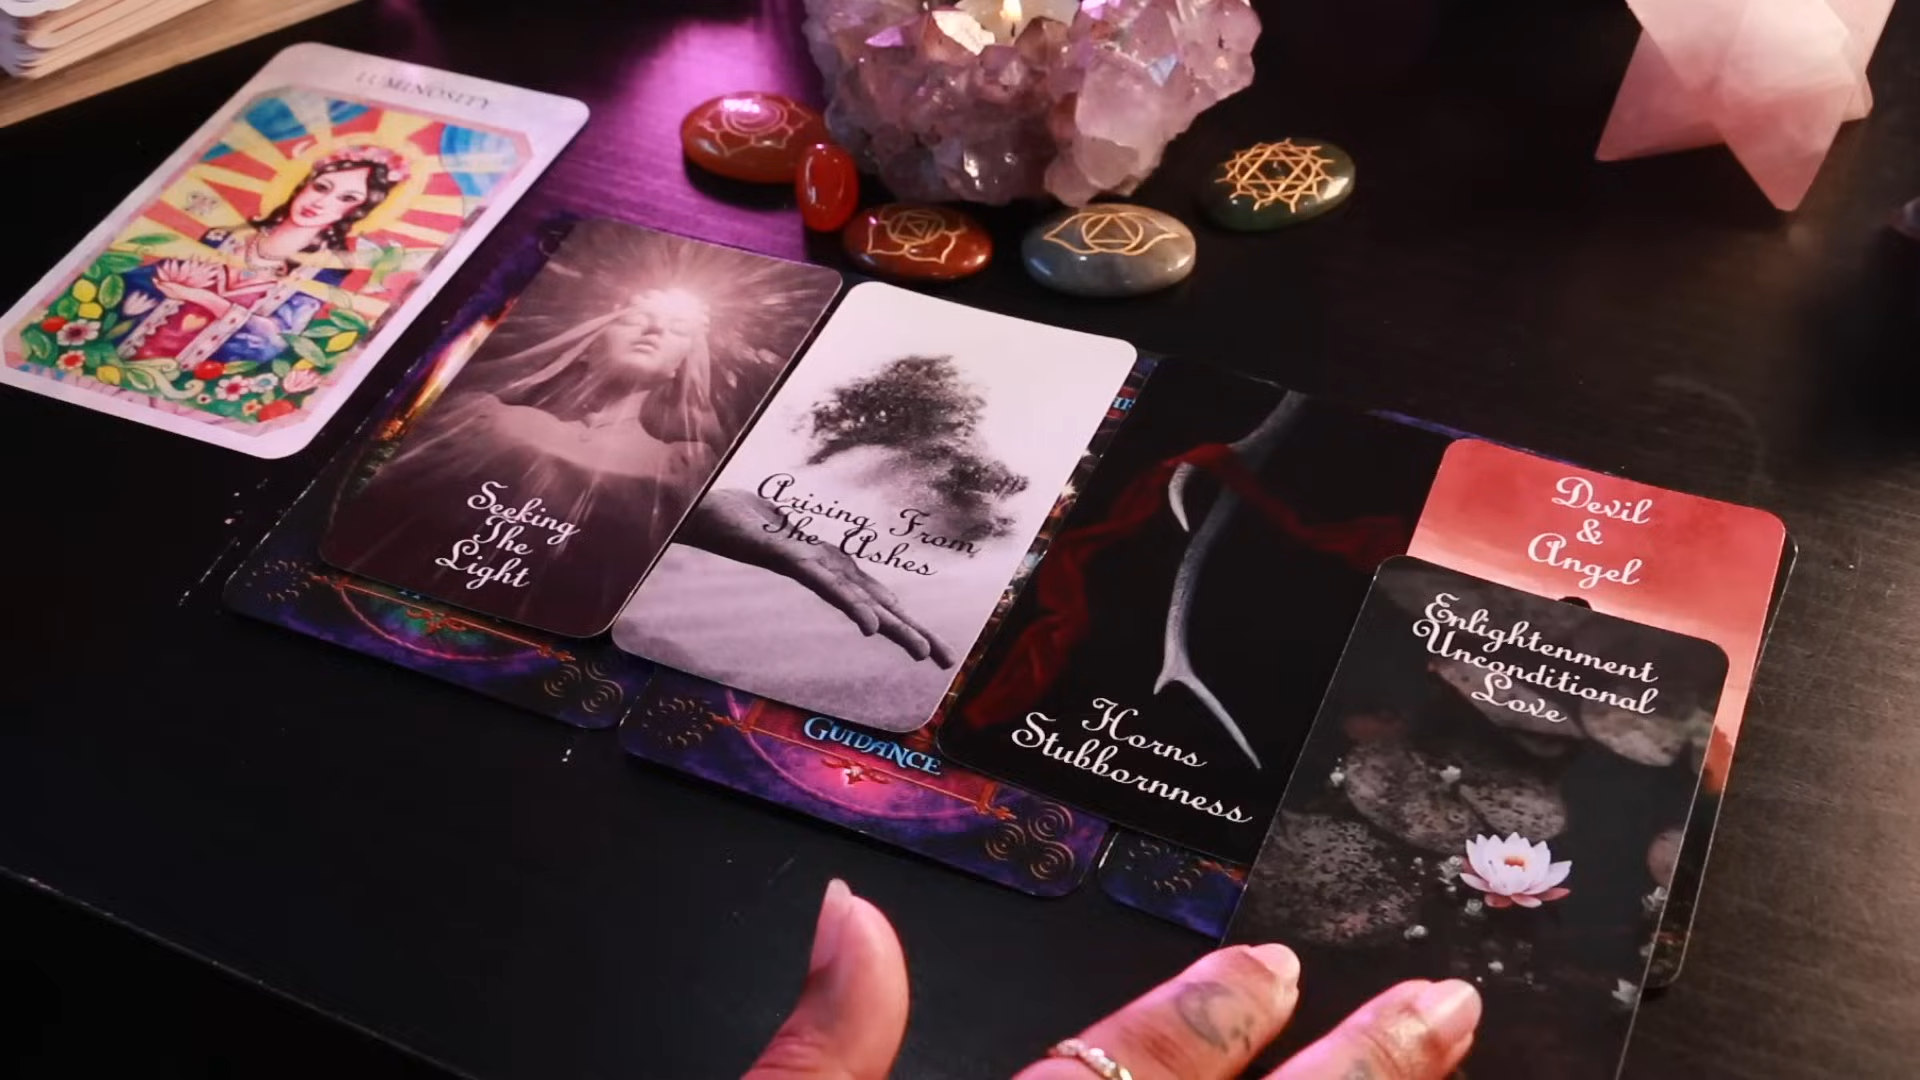 LUMINOSITY
Seeking
The
Light
Arising From
The Ashes
GUIDANCE
Horns
Stubbornness
Devil
&
Angel
Enlightenment
Unconditional
Love